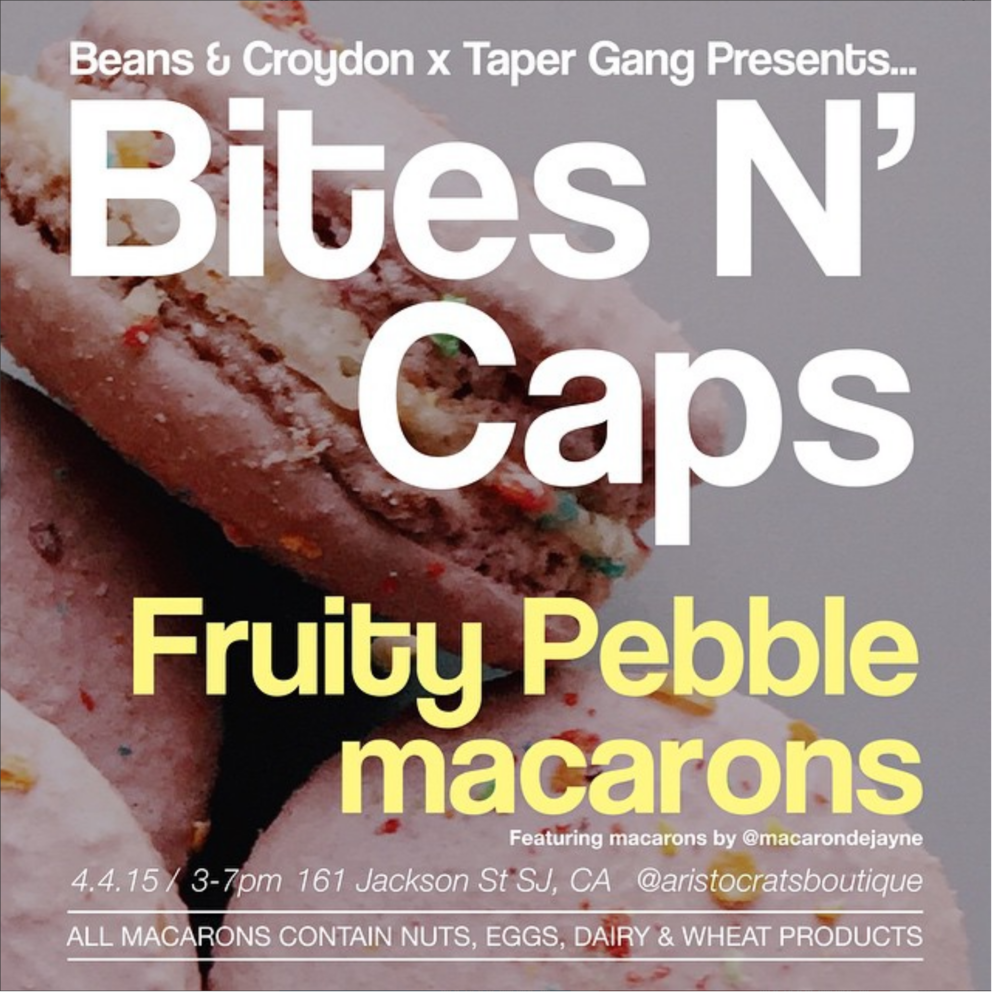 Beans & Croydon x Taper Gang Presents...
Bites N’
Caps
Fruity Pebble
macarons
Featuring macarons by @macarondejayne
4.4.15 / 3-7pm 161 Jackson St SJ, CA @aristocratsboutique
ALL MACARONS CONTAIN NUTS, EGGS, DAIRY & WHEAT PRODUCTS